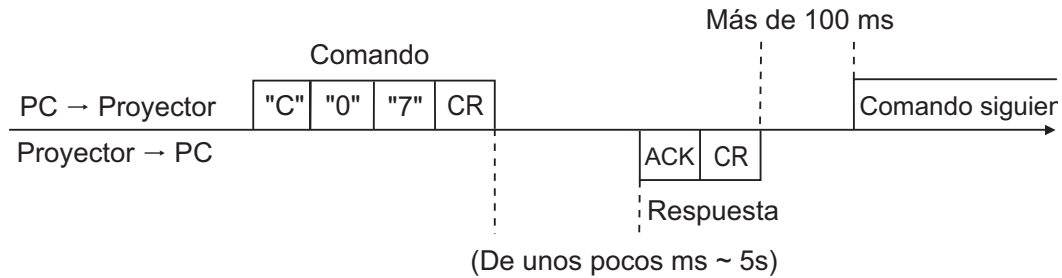 Más de 100 ms
Comando
PC → Proyector "C" "0" "7" CR Comando siguien
Proyector → PC ACK CR
Respuesta
(De unos pocos ms ~ 5s)